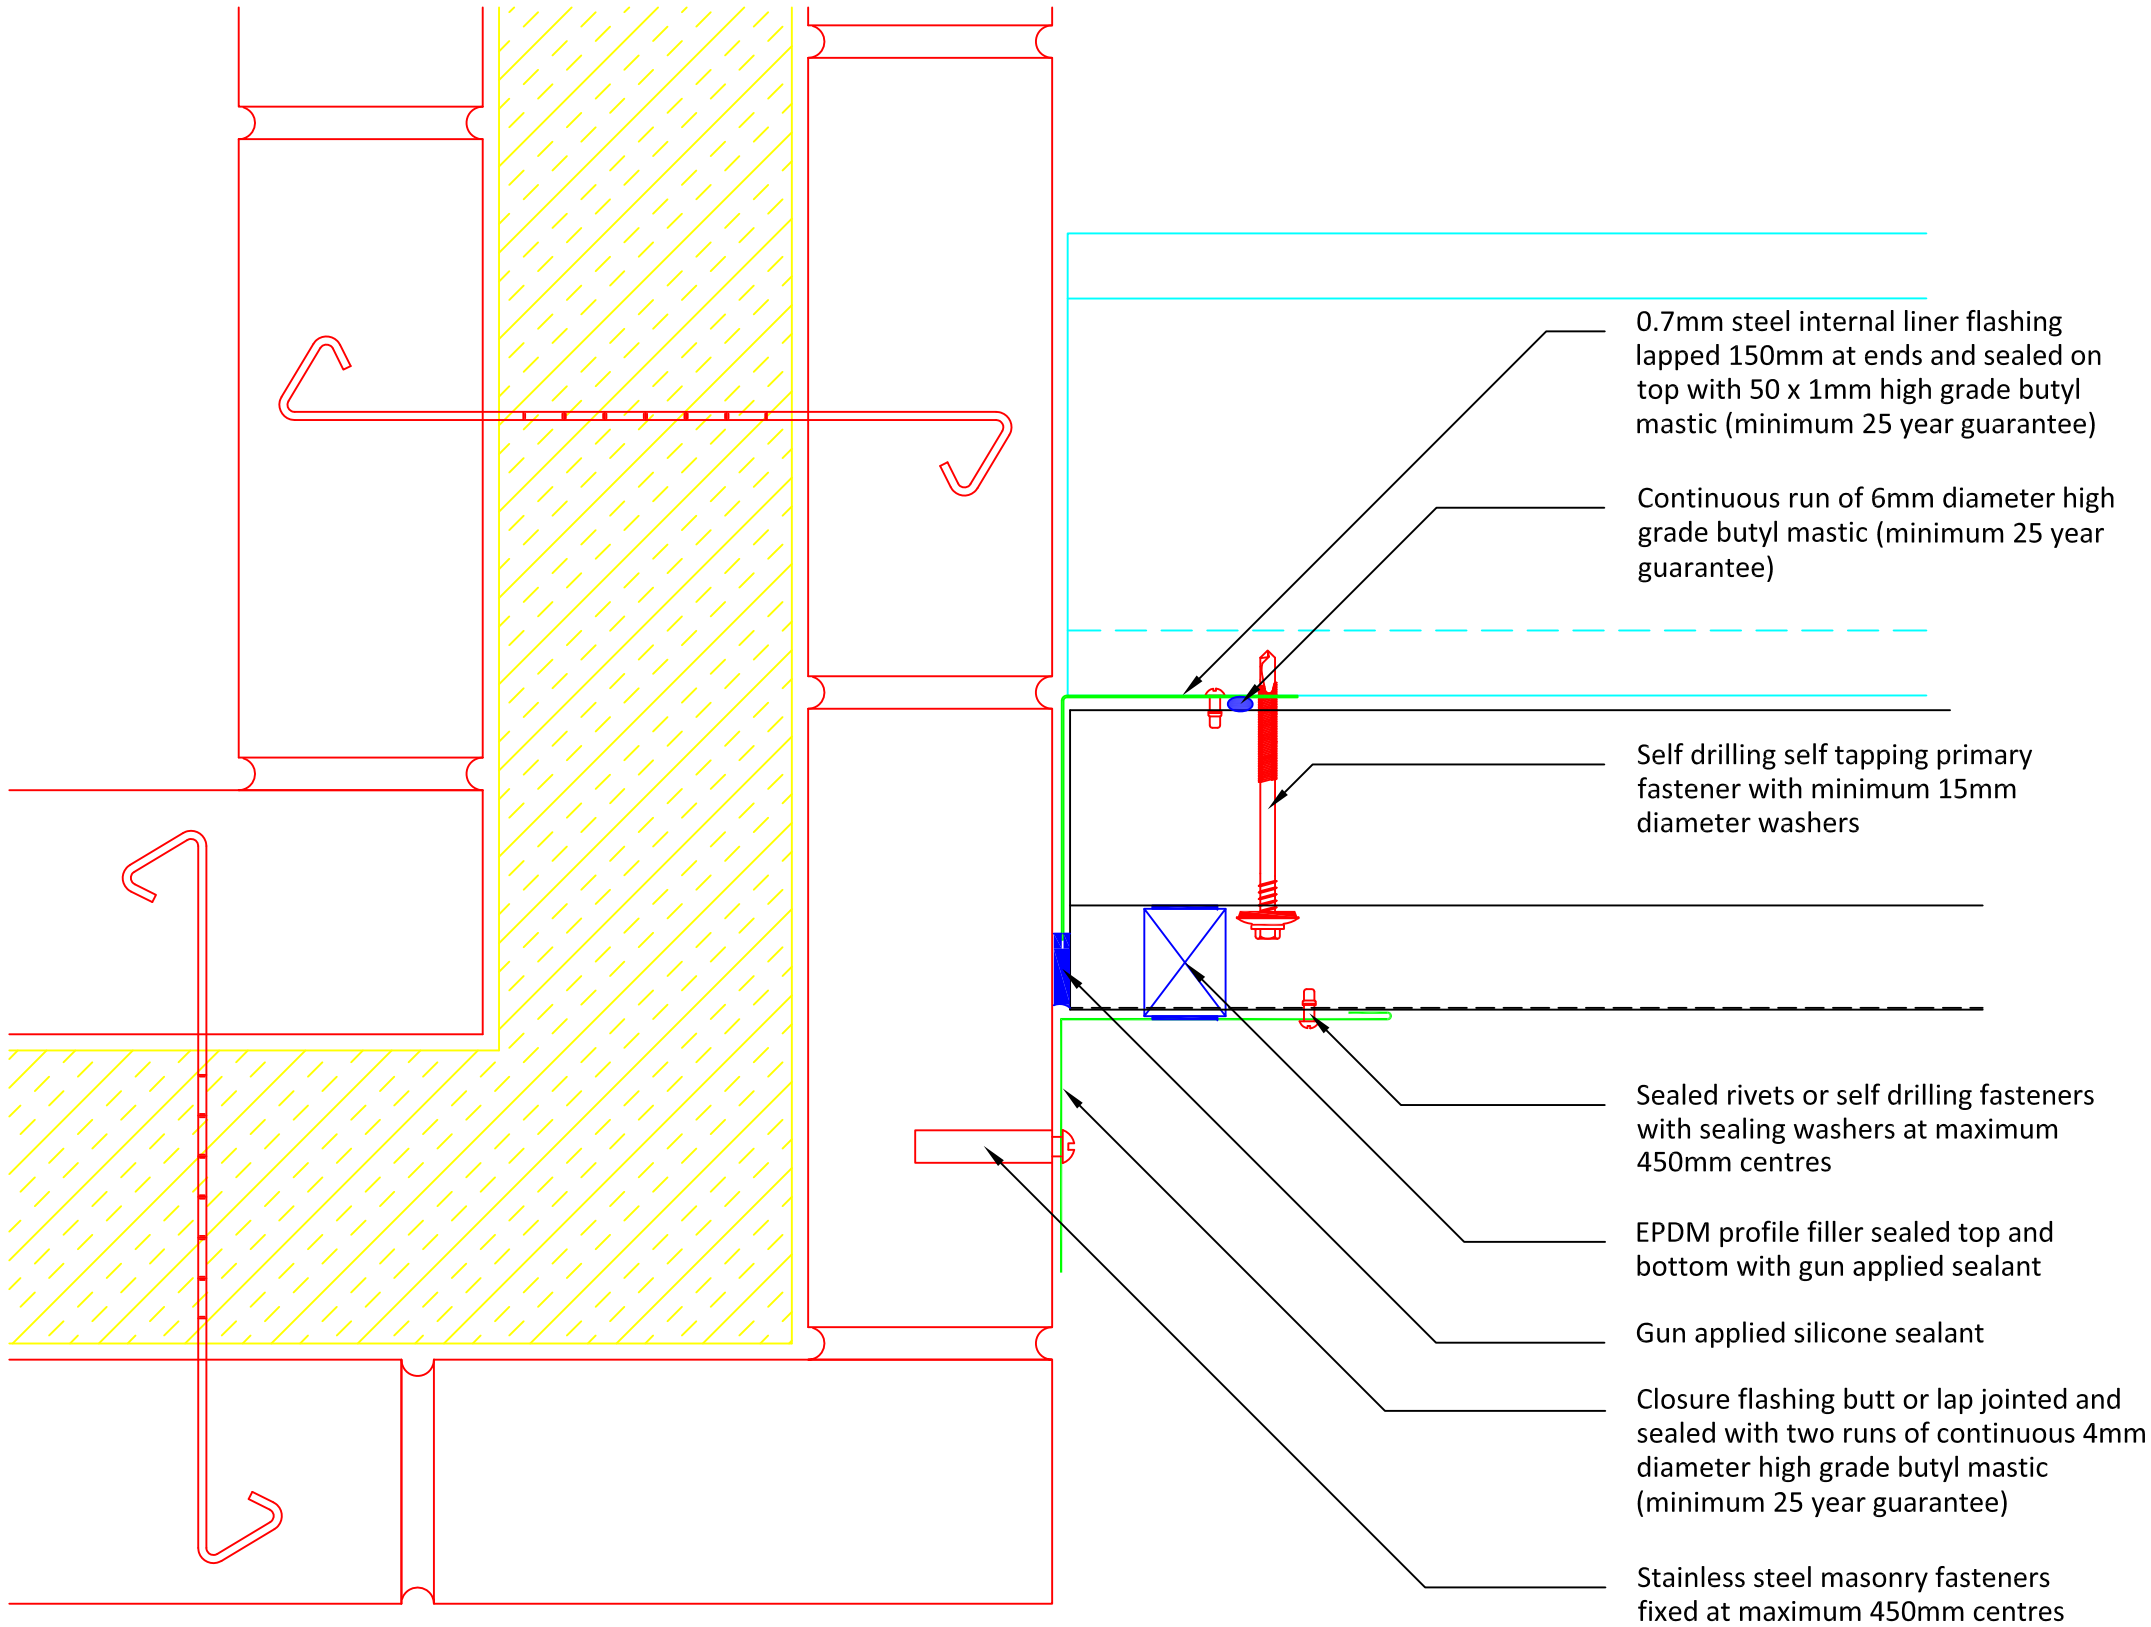 0.7mm steel internal liner flashing
lapped 150mm at ends and sealed on
top with 50 x 1mm high grade butyl
mastic (minimum 25 year guarantee)
Continuous run of 6mm diameter high
grade butyl mastic (minimum 25 year
guarantee)
Self drilling self tapping primary
fastener with minimum 15mm
diameter washers
Sealed rivets or self drilling fasteners
with sealing washers at maximum
450mm centres
EPDM profile filler sealed top and
bottom with gun applied sealant
Gun applied silicone sealant
Closure flashing butt or lap jointed and
sealed with two runs of continuous 4mm
diameter high grade butyl mastic
(minimum 25 year guarantee)
Stainless steel masonry fasteners
fixed at maximum 450mm centres